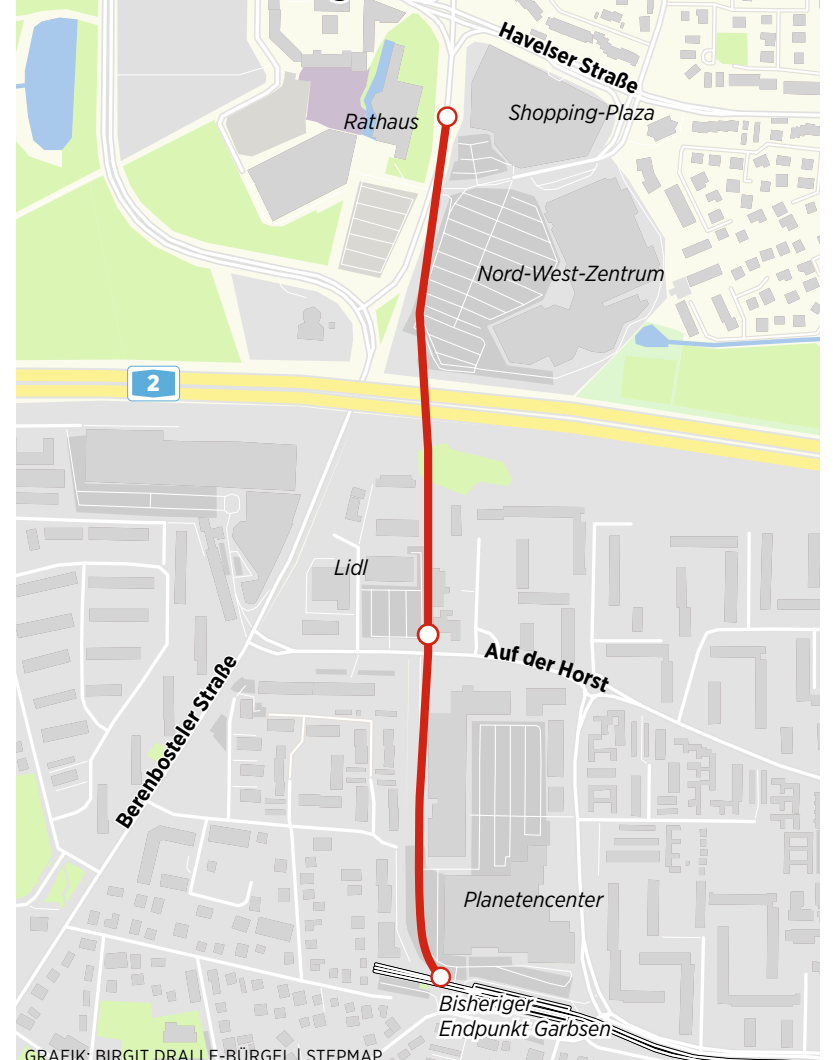 Havelser Straße
Shopping-Plaza
Rathaus
Nord-West-Zentrum
2
Lidl
Auf der Horst
Berenbosteler Straße
Planetencenter
Bisheriger
Endpunkt Garbsen
GRAFIK: BIRGIT DRALLE-BÜRGEL | STEPMAP